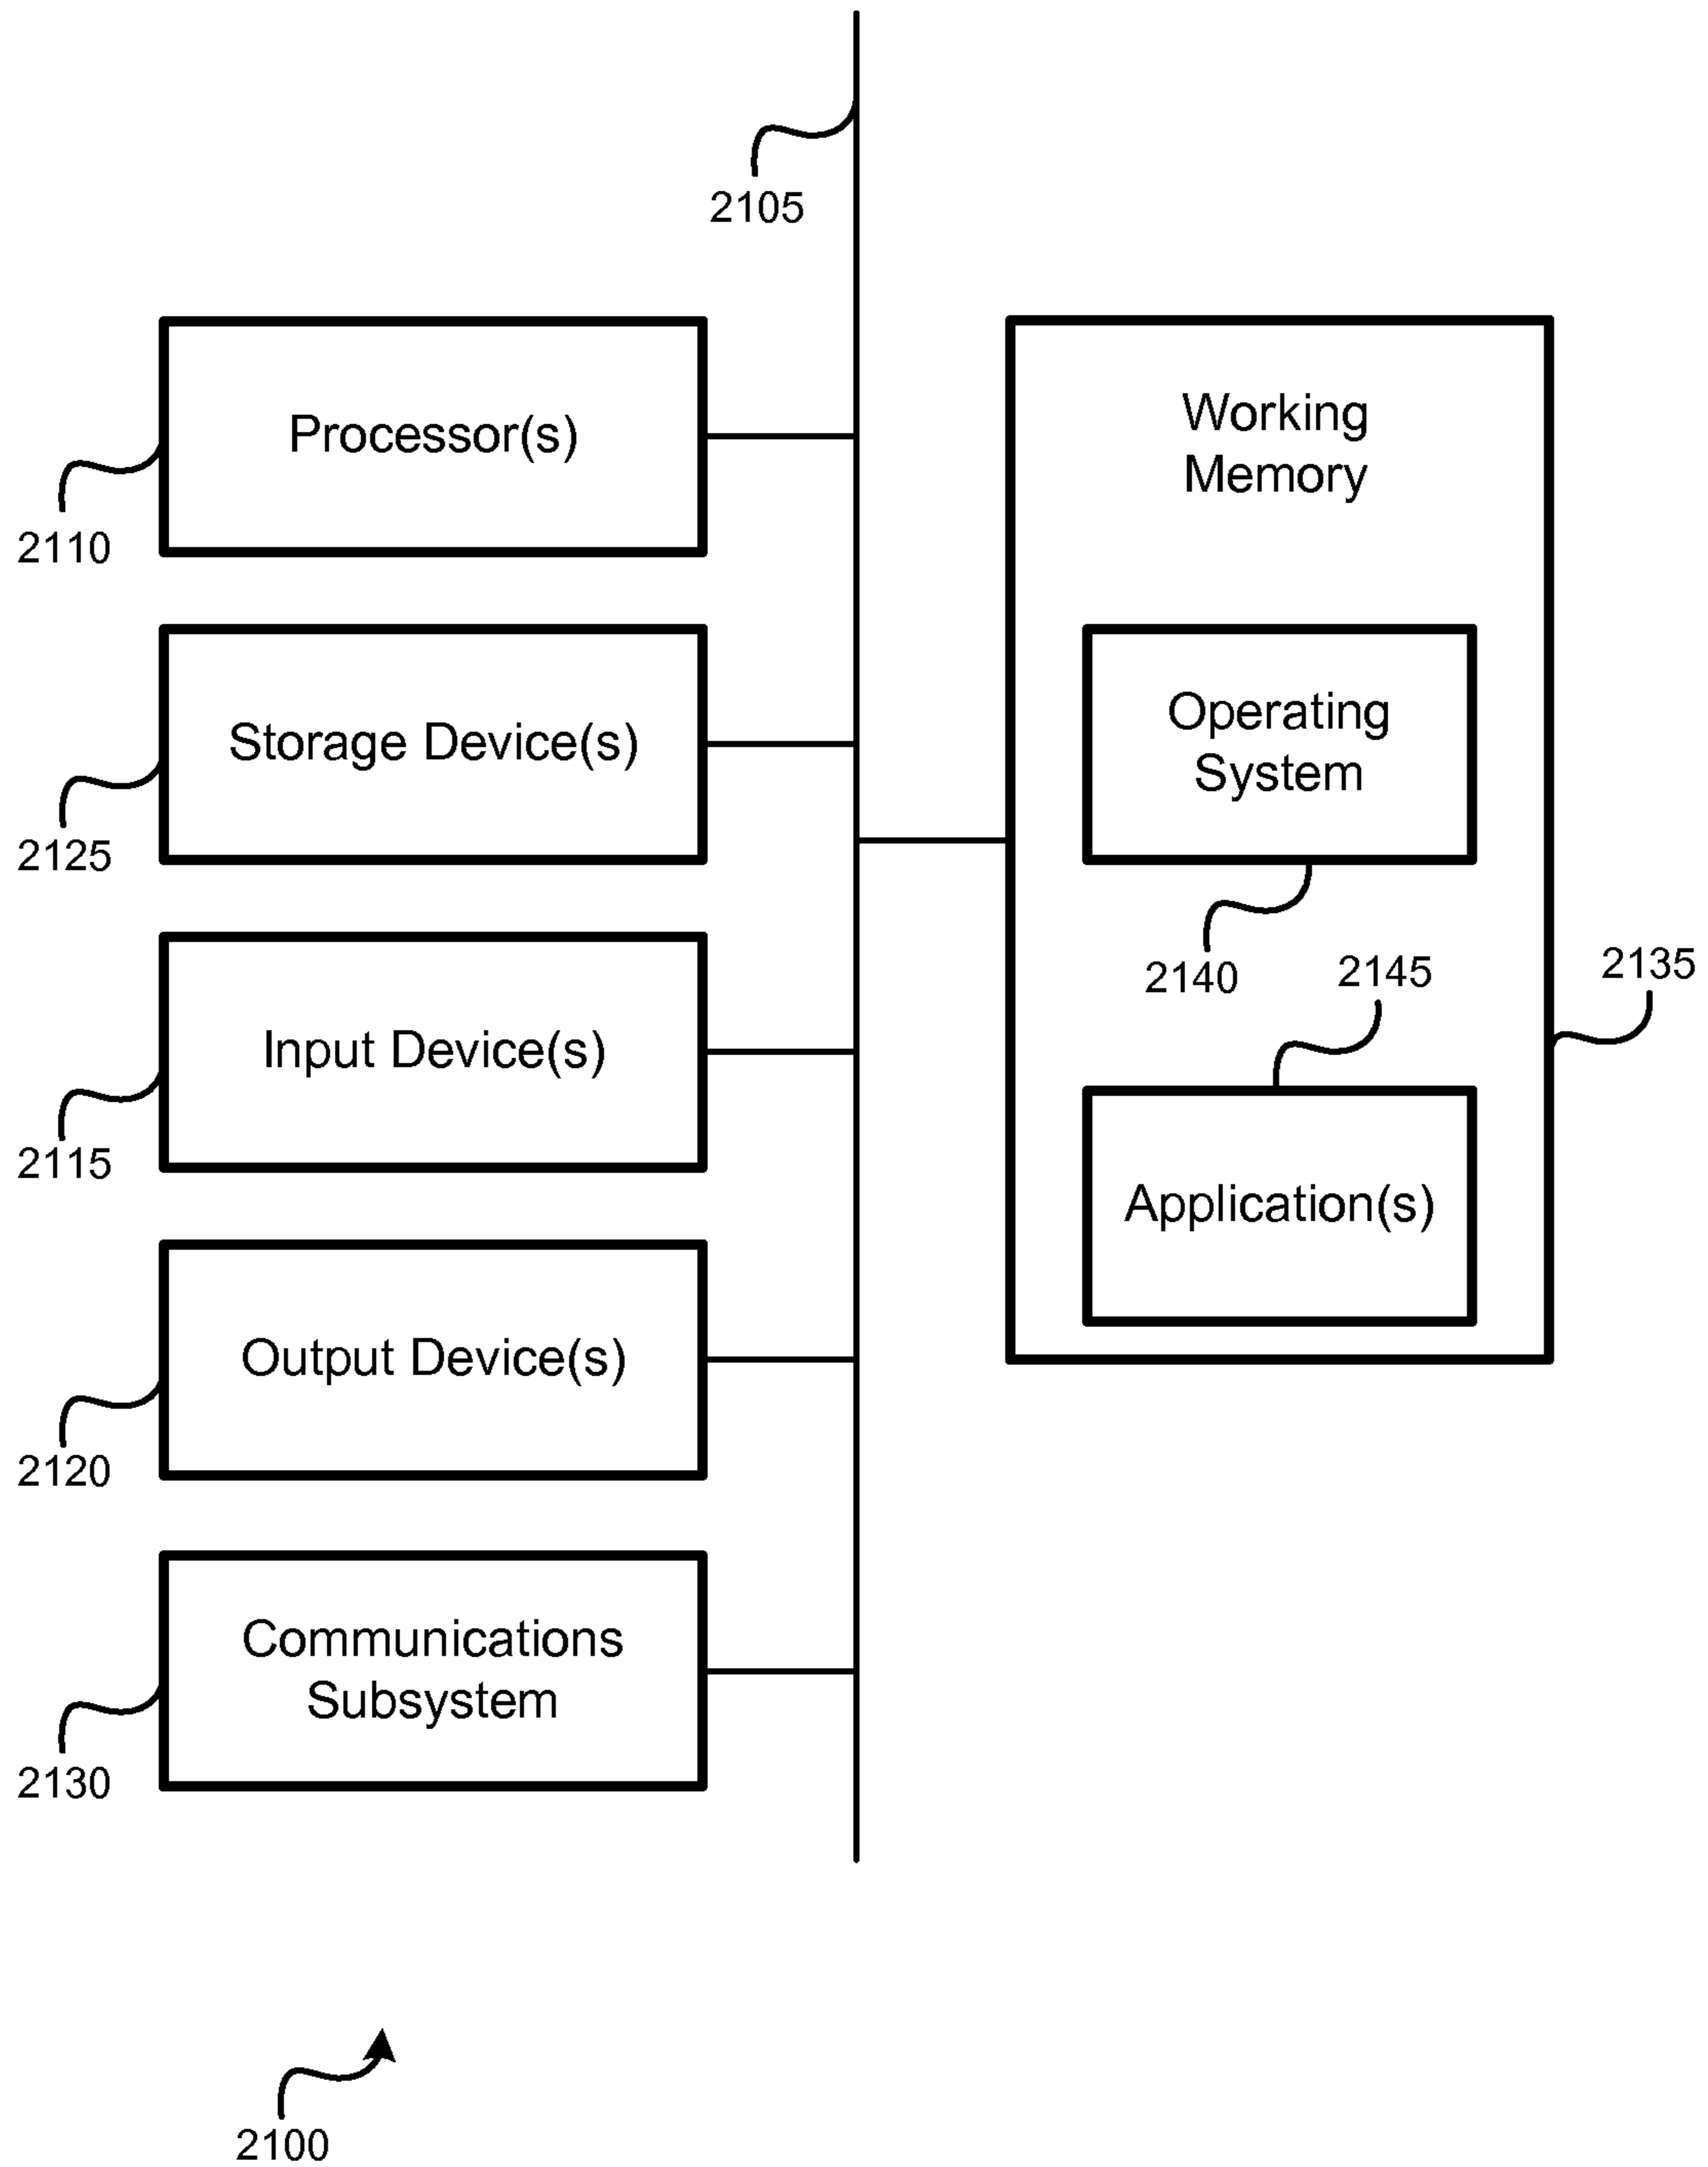 2105
Processor(s)
2110
Storage Device(s)
2125
Input Device(s)
2115
Output Device(s)
2120
Communications
Subsystem
2130
Working
Memory
Operating
System
2140
2145
2135
Application(s)
2100